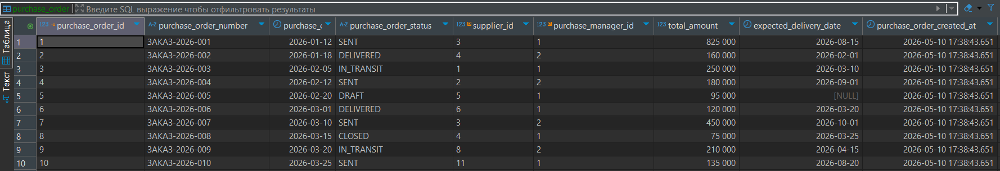 purchase_order Введите SQL выражение чтобы отфильтровать результаты
Таблица
Текст
123 purchase_order_id A-Z purchase_order_number purchase_c A-Z purchase_order_status 123 supplier_id 123 purchase_manager_id 123 total_amount expected_delivery_date purchase_order_created_at
1 1 ЗАКАЗ-2026-001 2026-01-12 SENT 3 1 825 000 2026-08-15 2026-05-10 17:38:43.651
2 2 ЗАКАЗ-2026-002 2026-01-18 DELIVERED 4 2 160 000 2026-02-01 2026-05-10 17:38:43.651
3 3 ЗАКАЗ-2026-003 2026-02-05 IN_TRANSIT 1 1 250 000 2026-03-10 2026-05-10 17:38:43.651
4 4 ЗАКАЗ-2026-004 2026-02-12 SENT 2 2 180 000 2026-09-01 2026-05-10 17:38:43.651
5 5 ЗАКАЗ-2026-005 2026-02-20 DRAFT 5 1 95 000 [NULL] 2026-05-10 17:38:43.651
6 6 ЗАКАЗ-2026-006 2026-03-01 DELIVERED 6 1 120 000 2026-03-20 2026-05-10 17:38:43.651
7 7 ЗАКАЗ-2026-007 2026-03-10 SENT 3 2 450 000 2026-10-01 2026-05-10 17:38:43.651
8 8 ЗАКАЗ-2026-008 2026-03-15 CLOSED 4 1 75 000 2026-03-25 2026-05-10 17:38:43.651
9 9 ЗАКАЗ-2026-009 2026-03-20 IN_TRANSIT 8 2 210 000 2026-04-15 2026-05-10 17:38:43.651
10 10 ЗАКАЗ-2026-010 2026-03-25 SENT 11 1 135 000 2026-08-20 2026-05-10 17:38:43.651